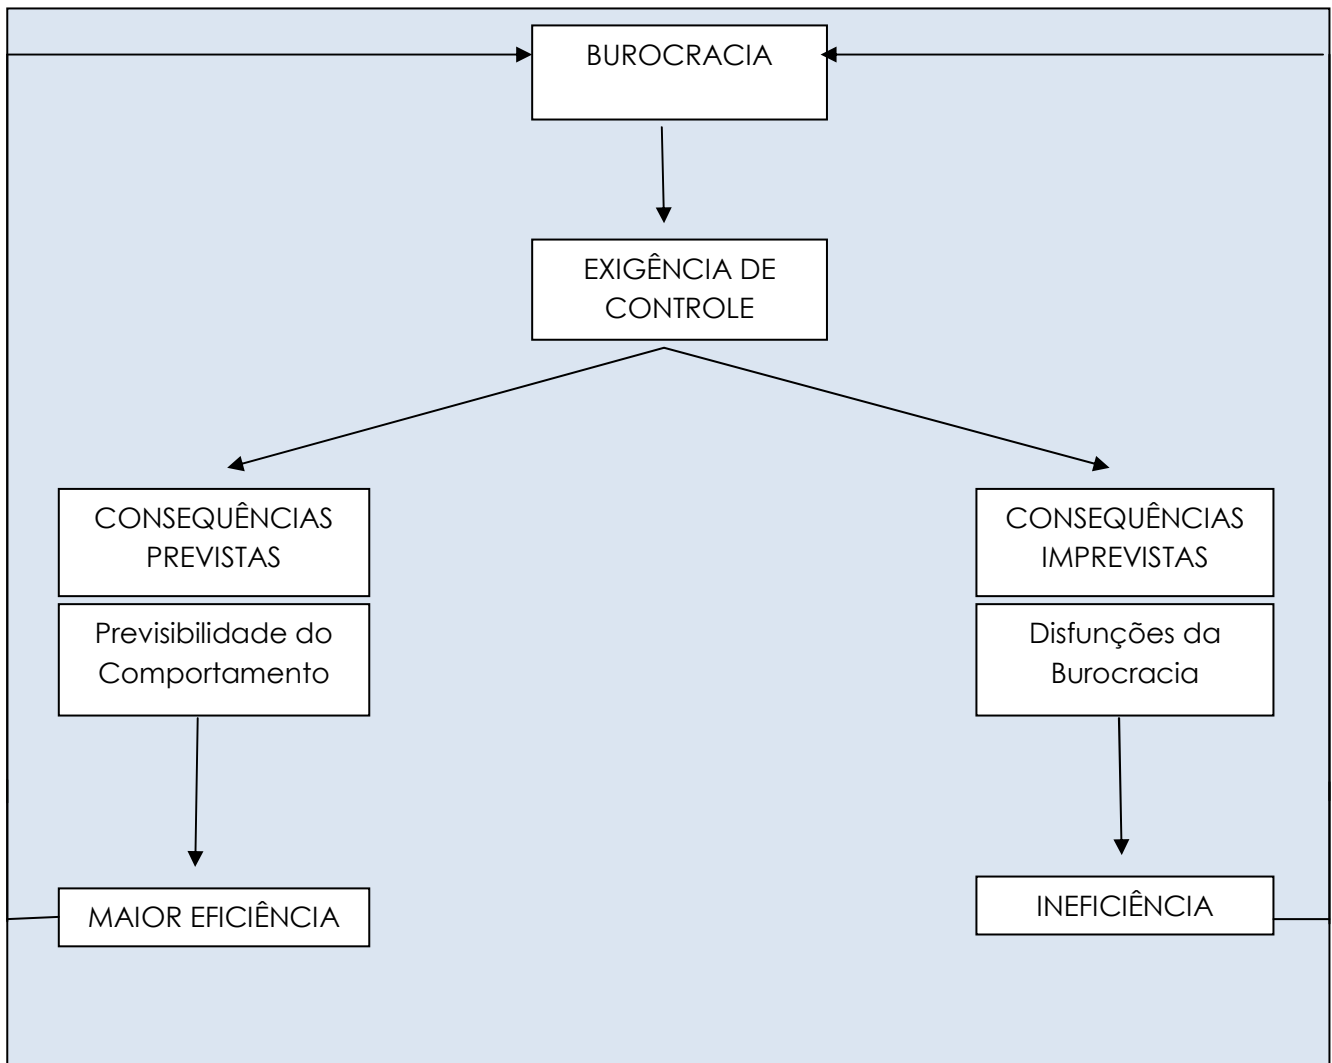 BUROCRACIA
EXIGÊNCIA DE
CONTROLE
CONSEQUÊNCIAS
PREVISTAS
Previsibilidade do
Comportamento
MAIOR EFICIÊNCIA
CONSEQUÊNCIAS
IMPREVISTAS
Disfunções da
Burocracia
INEFICIÊNCIA